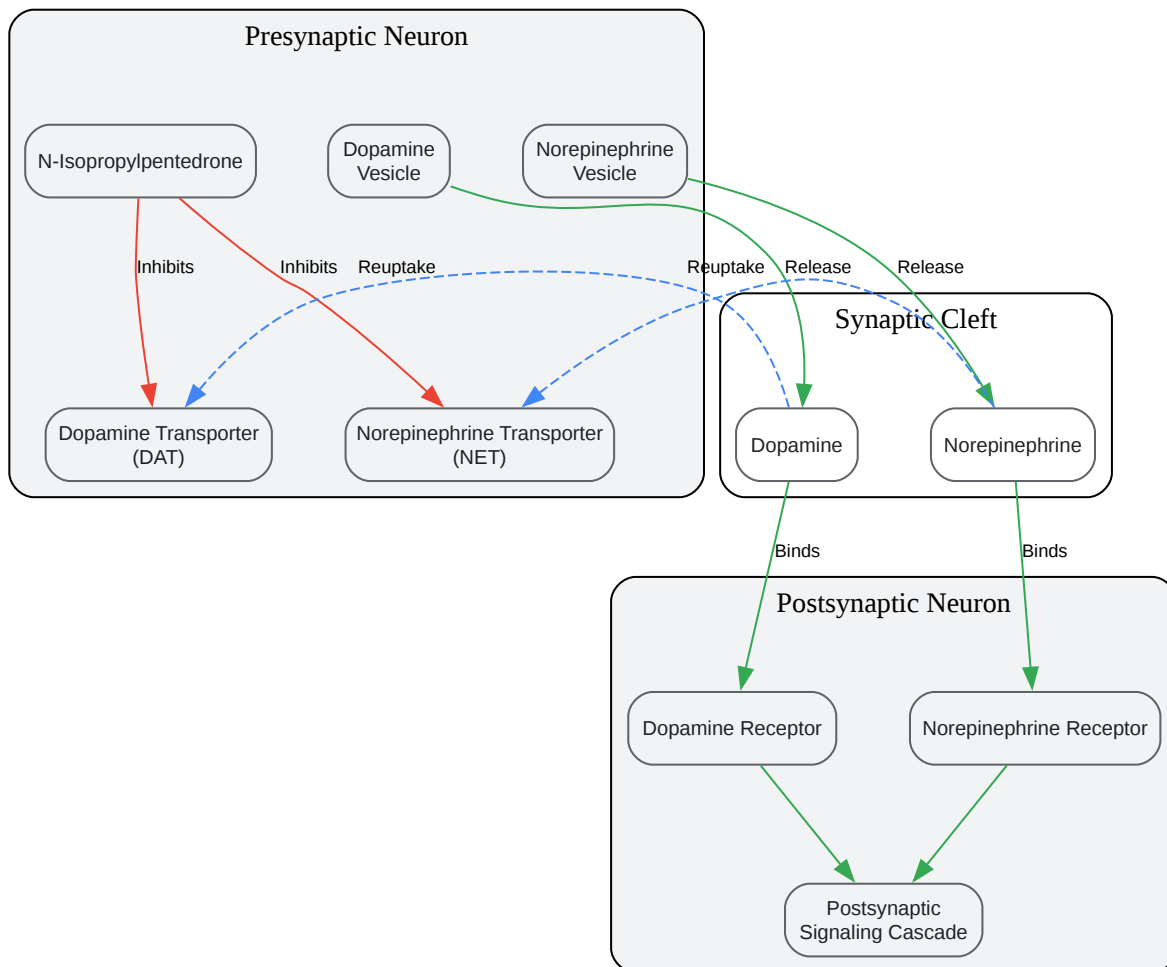 Presynaptic Neuron
N-Isopropylpentedrone
Dopamine
Vesicle
Norepinephrine
Vesicle
Inhibits
Inhibits
Reuptake
Reuptake
Release
Release
Synaptic Cleft
Dopamine Transporter
(DAT)
Norepinephrine Transporter
(NET)
Dopamine
Norepinephrine
Binds
Binds
Postsynaptic Neuron
Dopamine Receptor
Norepinephrine Receptor
Postsynaptic
Signaling Cascade